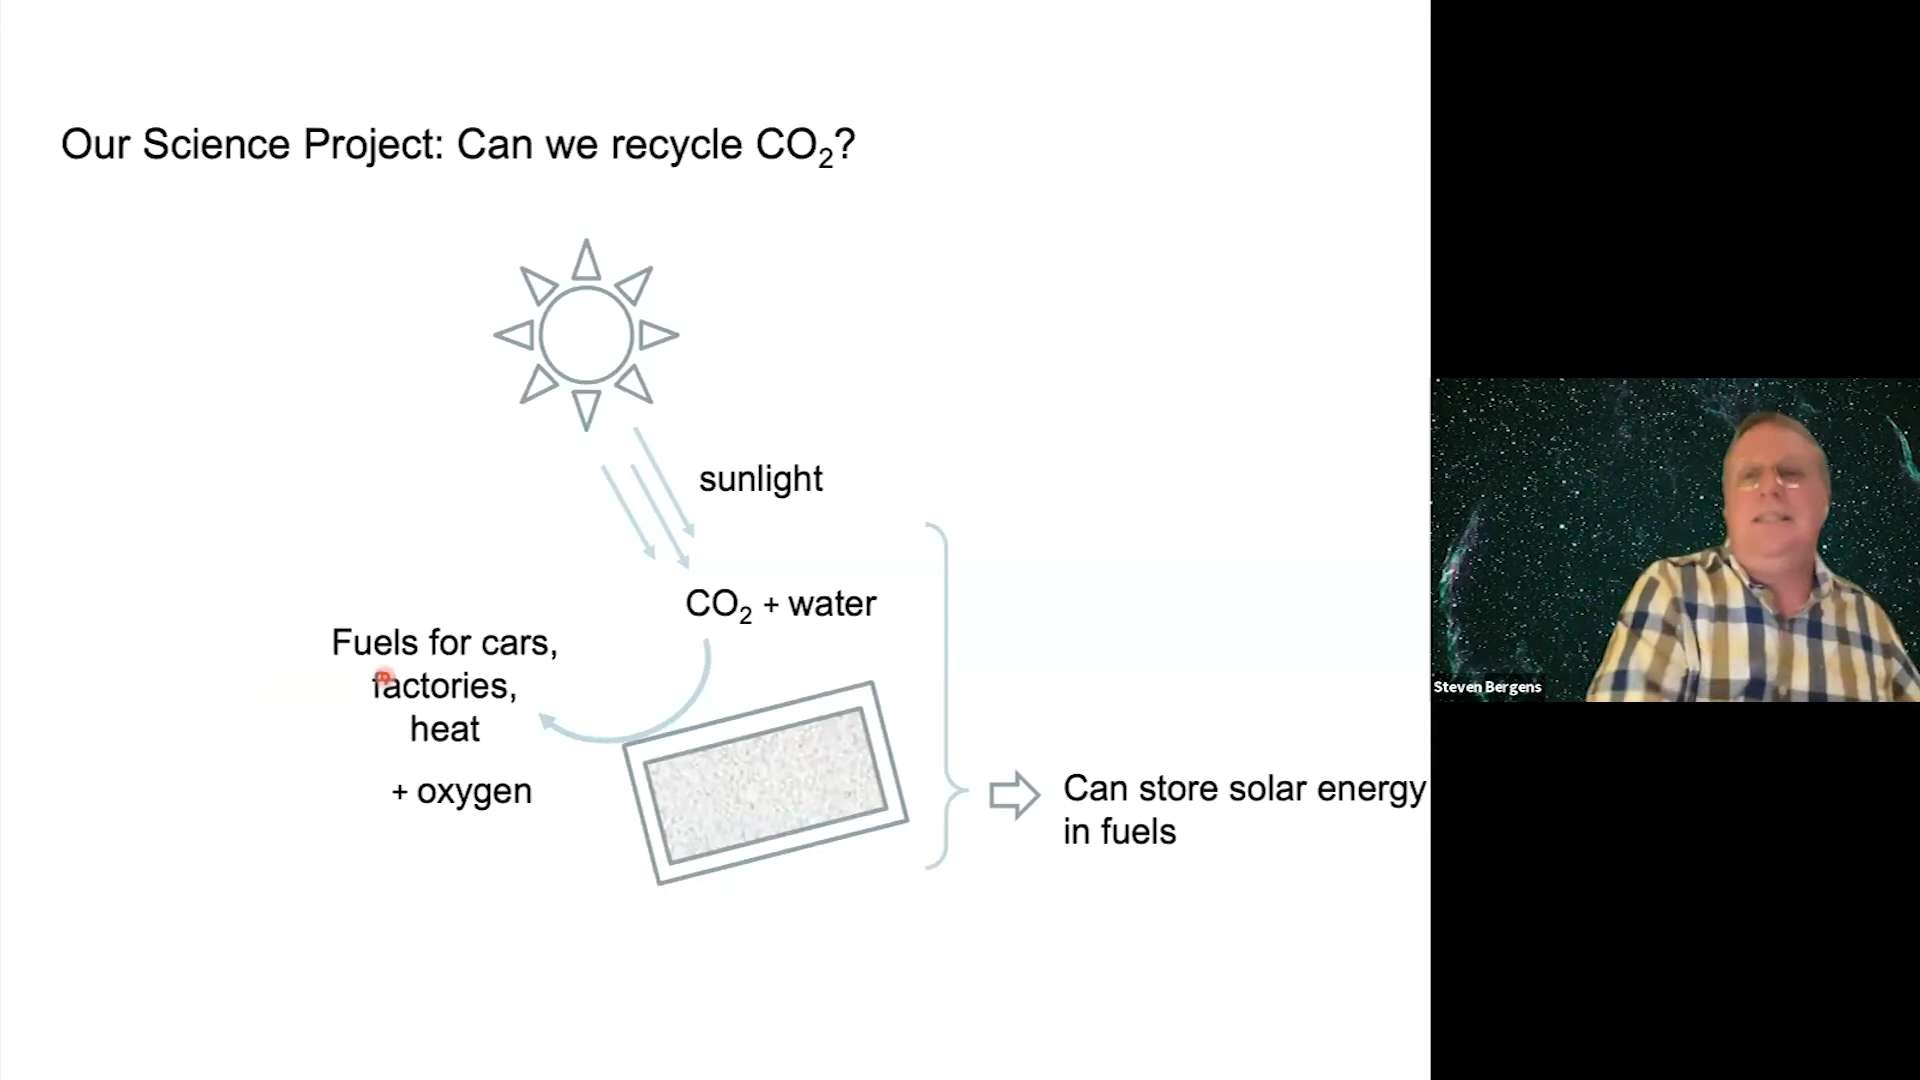 Our Science Project: Can we recycle CO₂?
sunlight
CO₂ + water
Fuels for cars,
factories,
heat
+ oxygen
Can store solar energy
in fuels
Steven Bergens